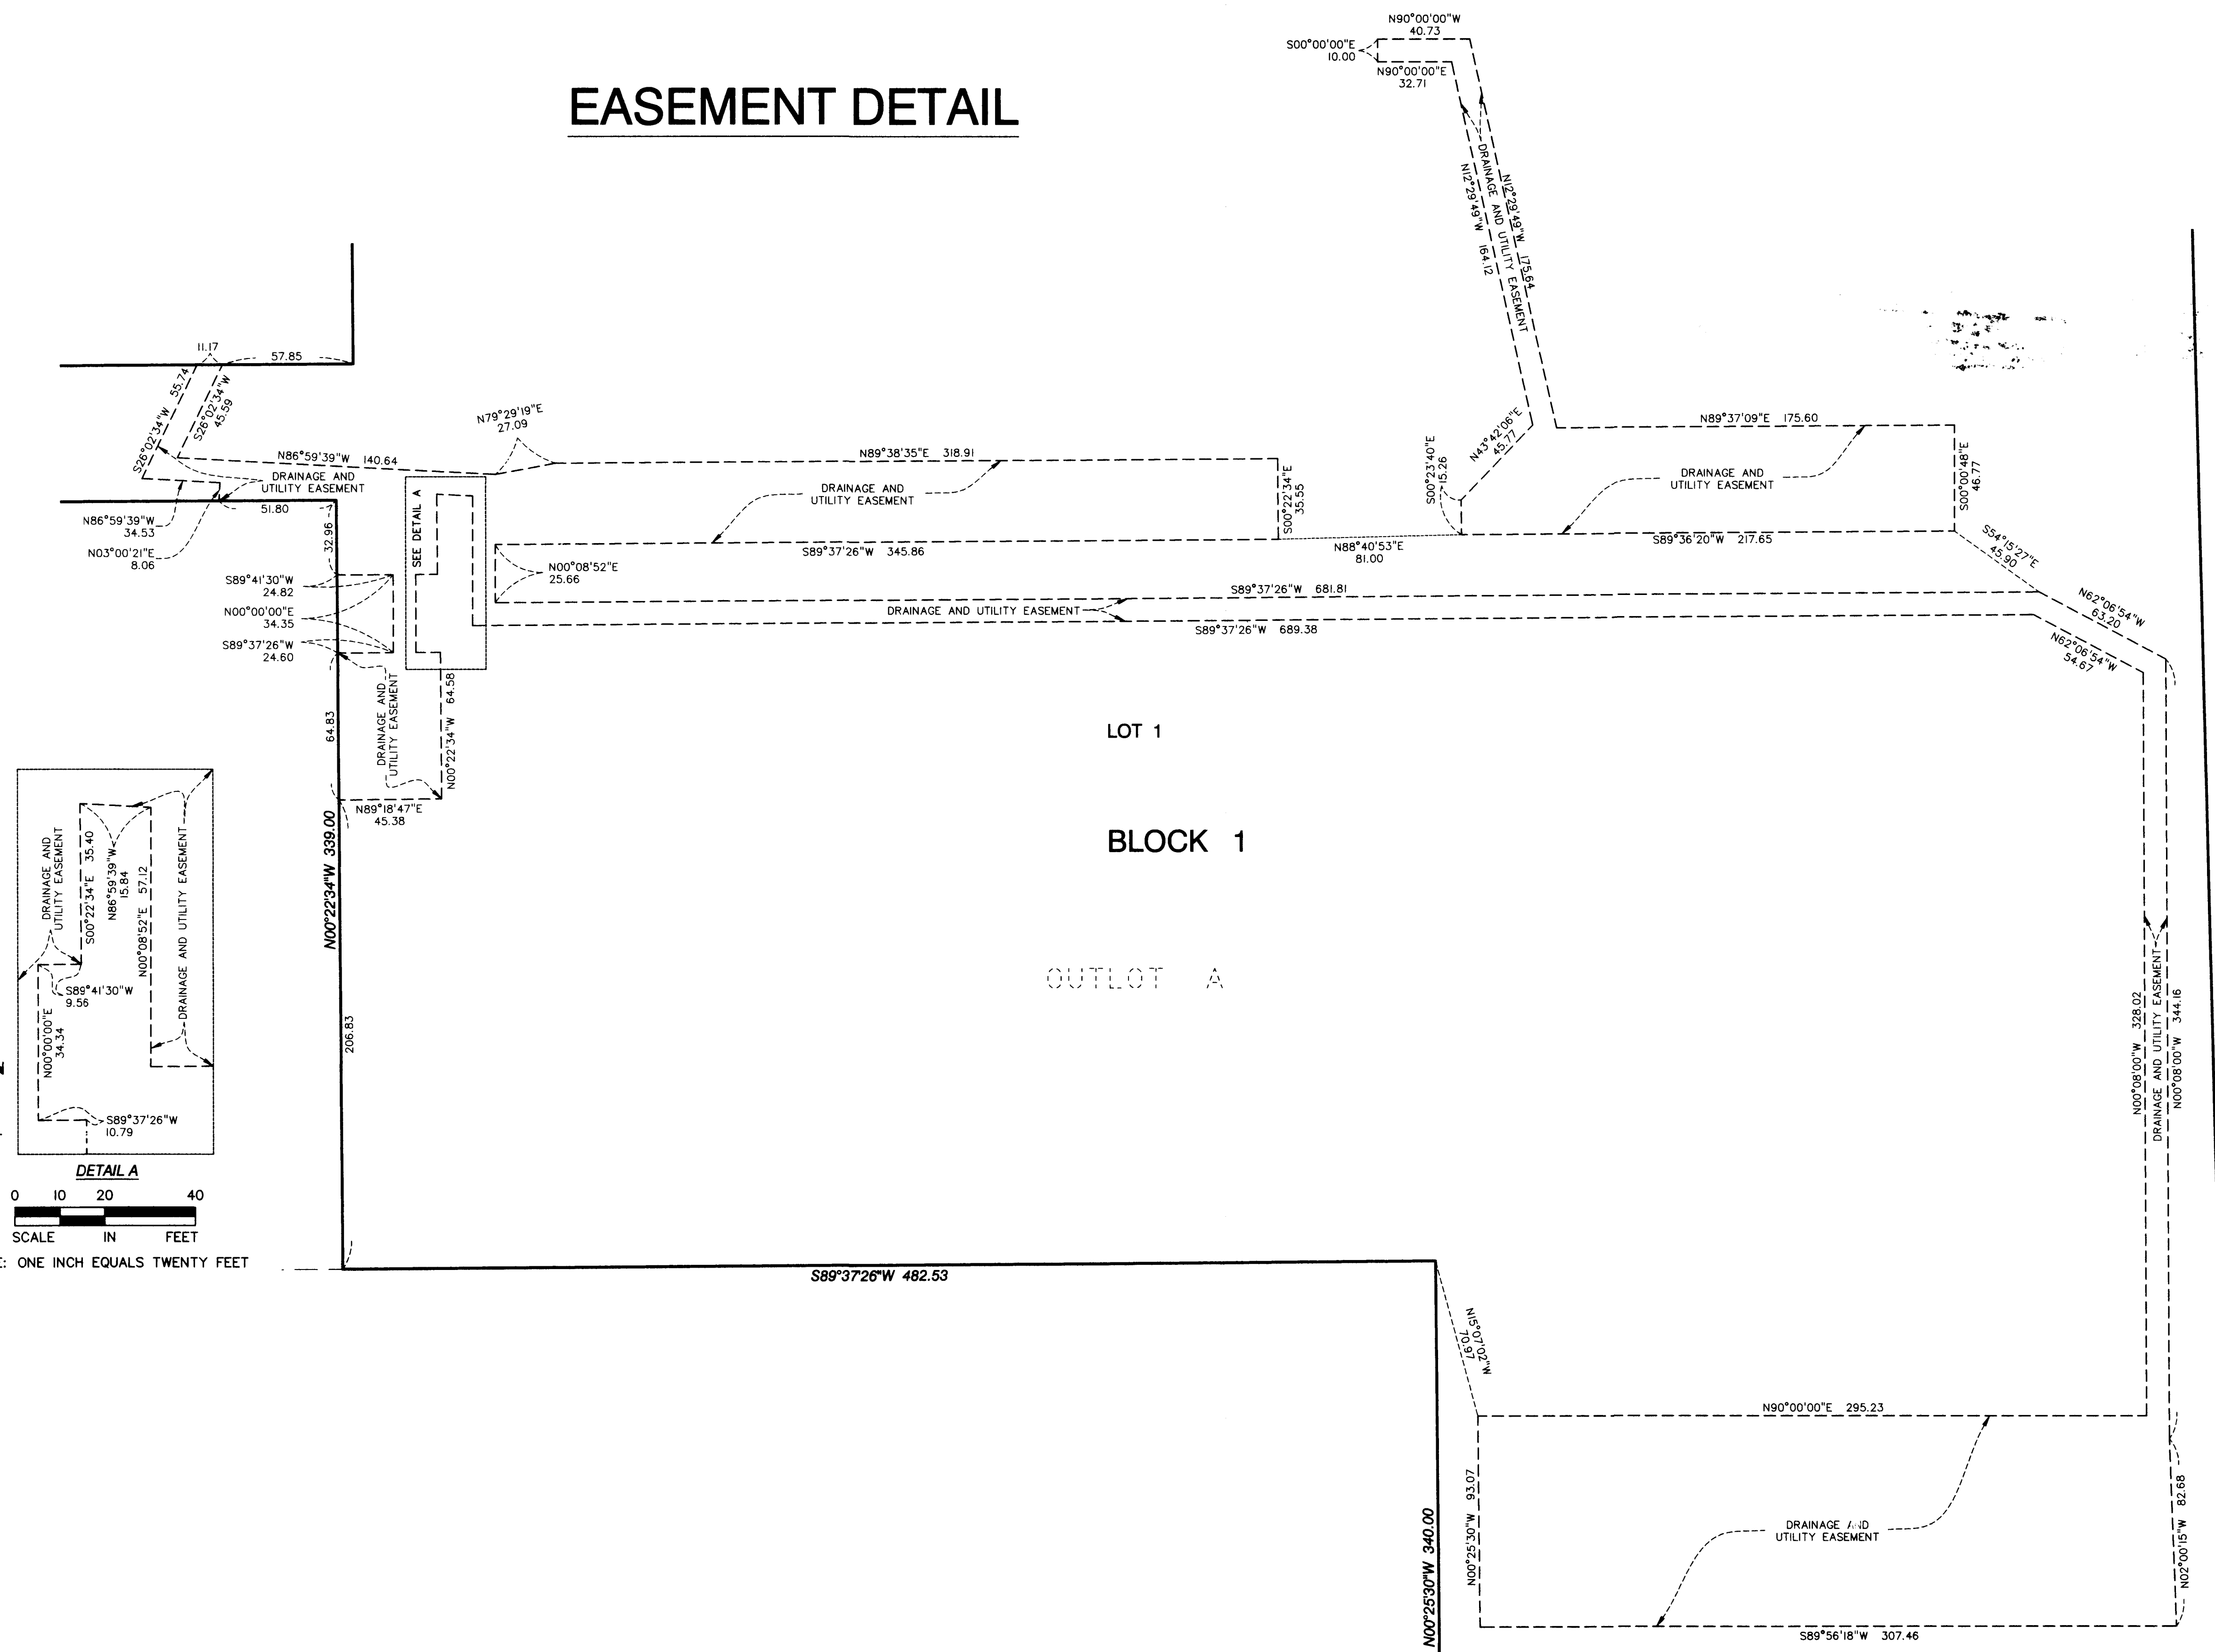 EASEMENT DETAIL
N90°00'00"W
40.73
S00°00'00"E
10.00
N90°00'00"E
32.71
DRAINAGE AND UTILITY EASEMENT
N12°29'49"W 164.12
N12°29'49"W 175.64
11.17
57.85
S26°02'34"W 55.74
S26°02'34"W
45.59
N86°59'39"W 140.64
DRAINAGE AND
UTILITY EASEMENT
51.80
N86°59'39"W
34.53
N03°00'21"E
8.06
N79°29'19"E
27.09
N89°38'35"E 318.91
DRAINAGE AND
UTILITY EASEMENT
S00°22'34"E
35.55
S89°37'26"W 345.86
N88°40'53"E
81.00
S00°23'40"E
15.26
N43°42'06"E
45.77
N89°37'09"E 175.60
DRAINAGE AND
UTILITY EASEMENT
S00°00'48"E
46.77
S89°36'20"W 217.65
S54°15'27"E
45.90
32.96
SEE DETAIL A
N00°08'52"E
25.66
S89°41'30"W
24.82
N00°00'00"E
34.35
S89°37'26"W
24.60
S89°37'26"W 681.81
DRAINAGE AND UTILITY EASEMENT
S89°37'26"W 689.38
N62°06'54"W
63.20
N62°06'54"W
54.67
64.83
DRAINAGE AND
UTILITY EASEMENT
N00°22'34"W 64.58
N89°18'47"E
45.38
LOT 1
BLOCK 1
OUTLOT A
N00°22'34"W 339.00
206.83
DRAINAGE AND
UTILITY EASEMENT
S00°22'34"E 35.40
N86°59'39"W
15.84
N00°08'52"E 57.12
DRAINAGE AND UTILITY EASEMENT
S89°41'30"W
9.56
N00°00'00"E
34.34
S89°37'26"W
10.79
DETAIL A
0 10 20 40
SCALE IN FEET
: ONE INCH EQUALS TWENTY FEET
N00°08'00"W 328.02
DRAINAGE AND UTILITY EASEMENT
N00°08'00"W 344.16
S89°37'26"W 482.53
N15°07'02"W
70.97
N90°00'00"E 295.23
N00°25'30"W 340.00
N00°25'30"W 93.07
DRAINAGE AND
UTILITY EASEMENT
N02°00'15"W 82.68
S89°56'18"W 307.46